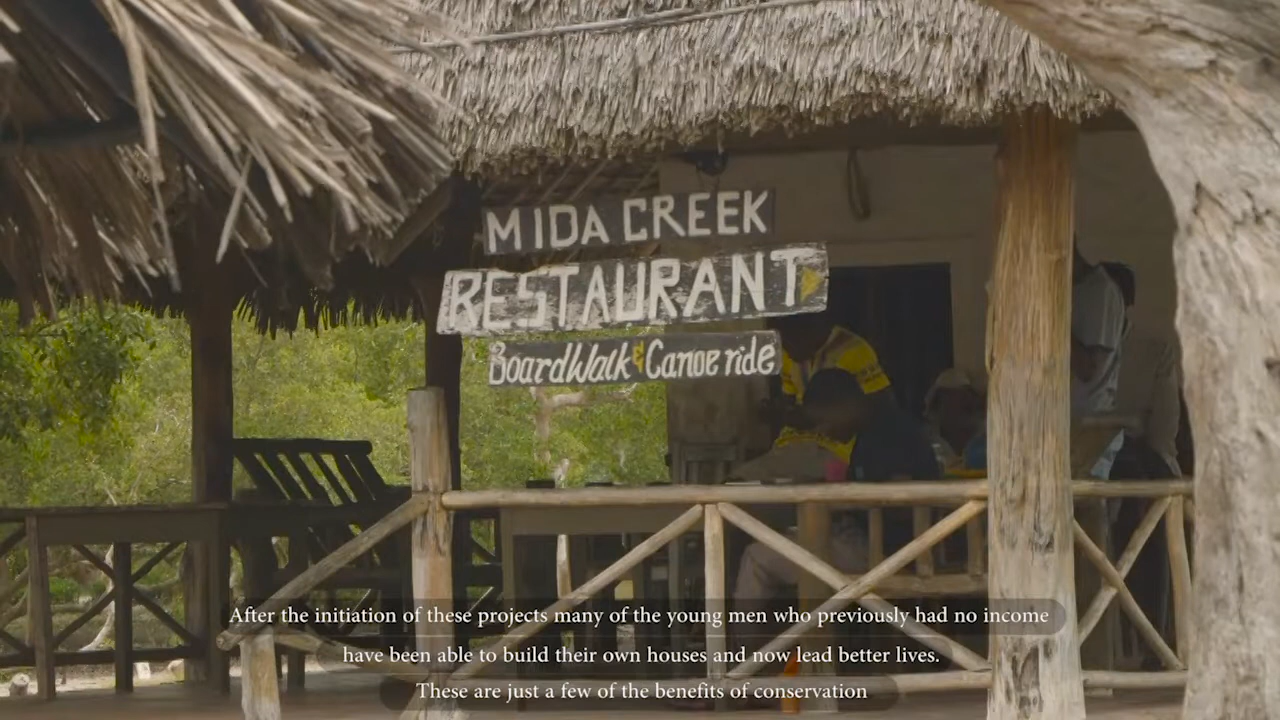 MIDA CREEK
RESTAURANT
BoardWalk & Canoe ride
After the initiation of these projects many of the young men who previously had no income
have been able to build their own houses and now lead better lives.
These are just a few of the benefits of conservation